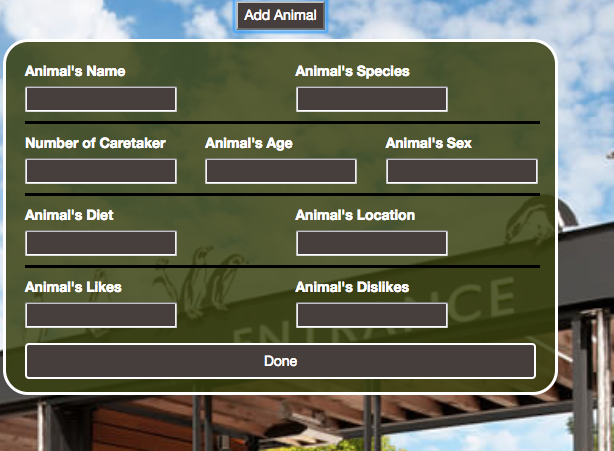 Add Animal
Animal's Name Animal's Species
Number of Caretaker Animal's Age Animal's Sex
Animal's Diet Animal's Location
ENTRANCE
Animal's Likes Animal's Dislikes
Done